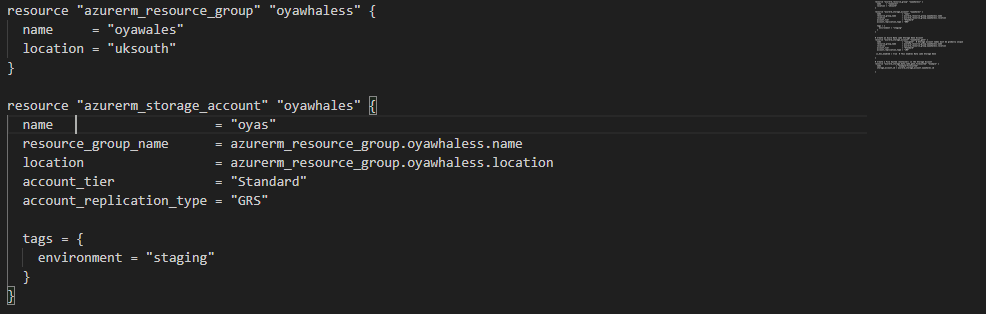 resource "azurerm_resource_group" "oyawhaless" {
  name     = "oyawales"
  location = "uksouth"
}

resource "azurerm_storage_account" "oyawhales" {
  name                     = "oyas"
  resource_group_name      = azurerm_resource_group.oyawhaless.name
  location                 = azurerm_resource_group.oyawhaless.location
  account_tier             = "Standard"
  account_replication_type = "GRS"

  tags = {
    environment = "staging"
  }
}